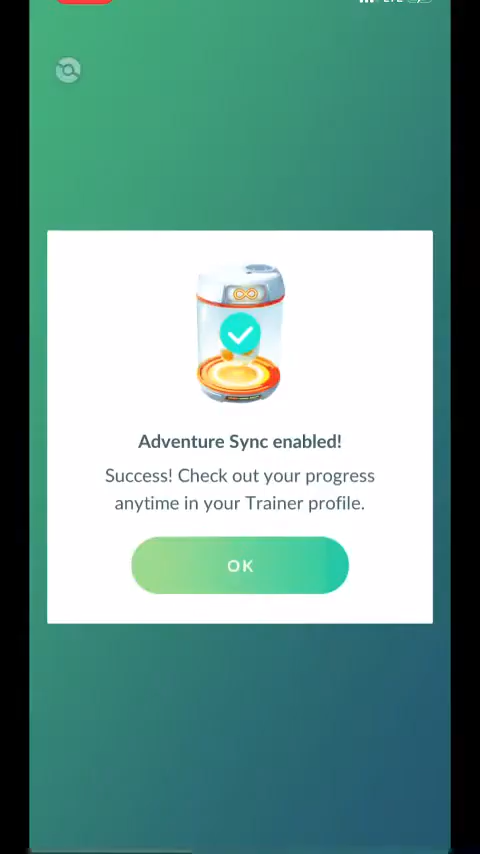 Adventure Sync enabled!
Success! Check out your progress
anytime in your Trainer profile.
OK